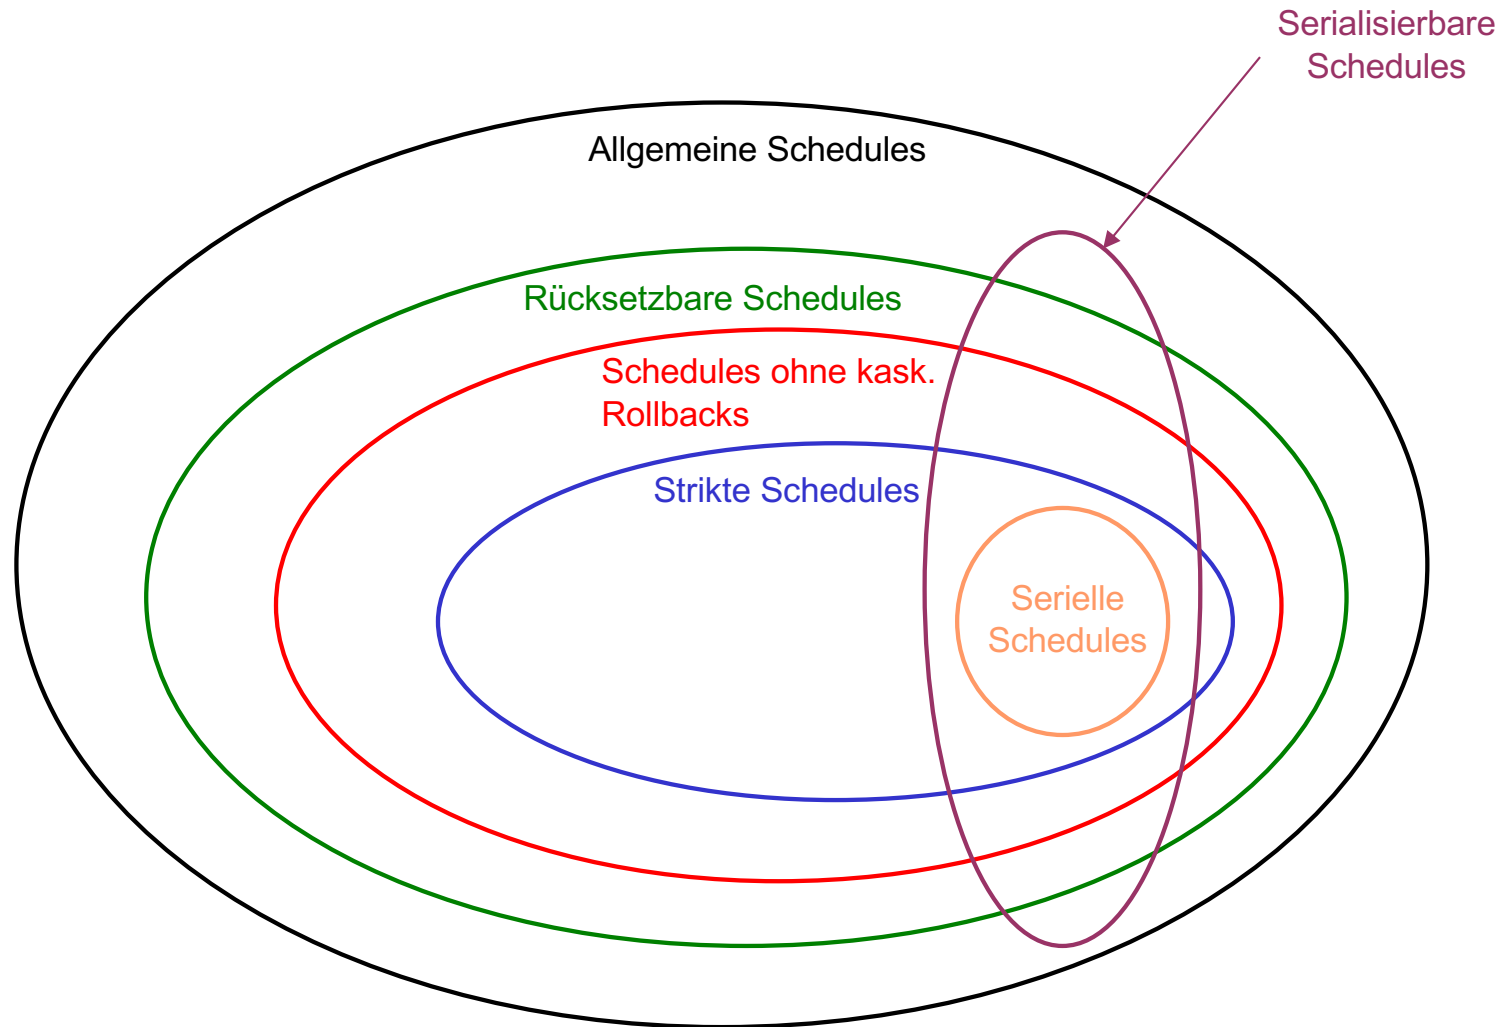 Serialisierbare
Schedules
Allgemeine Schedules
Rücksetzbare Schedules
Schedules ohne kask.
Rollbacks
Strikte Schedules
Serielle
Schedules